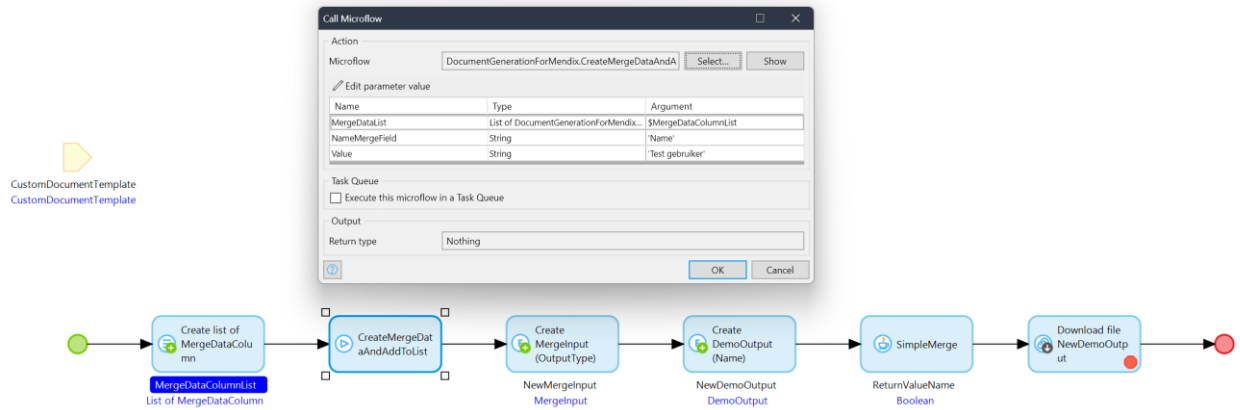 Call Microflow
Action
Microflow DocumentGenerationForMendix.CreateMergeDataAndA Select... Show
Edit parameter value
Name Type Argument
MergeDataList List of DocumentGenerationForMendix... $MergeDataColumnList
NameMergeField String 'Name'
Value String 'Test gebruiker'
Task Queue
Execute this microflow in a Task Queue
Output
Return type Nothing
OK Cancel
CustomDocumentTemplate
CustomDocumentTemplate
Create list of
MergeDataColu
mn
MergeDataColumnList
List of MergeDataColumn
CreateMergeDat
aAndAddToList
Create
MergeInput
(OutputType)
NewMergeInput
MergeInput
Create
DemoOutput
(Name)
NewDemoOutput
DemoOutput
SimpleMerge
ReturnValueName
Boolean
Download file
NewDemoOutp
ut